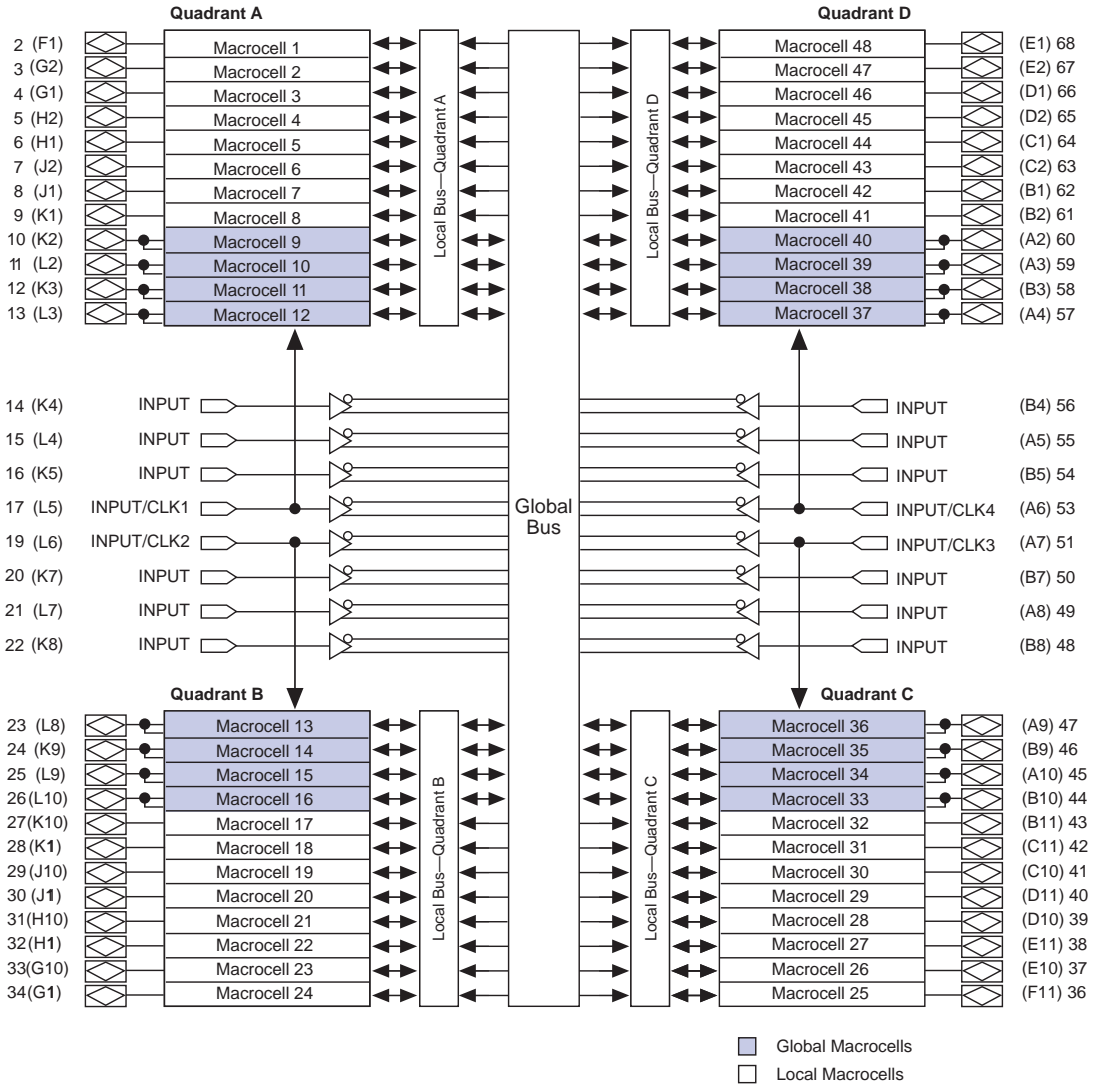 Quadrant A
Quadrant D
2 (F1) Macrocell 1 Macrocell 48 (E1) 68
3 (G2) Macrocell 2 Macrocell 47 (E2) 67
4 (G1) Macrocell 3 Macrocell 46 (D1) 66
5 (H2) Macrocell 4 Macrocell 45 (D2) 65
6 (H1) Macrocell 5 Macrocell 44 (C1) 64
7 (J2) Macrocell 6 Macrocell 43 (C2) 63
8 (J1) Macrocell 7 Macrocell 42 (B1) 62
9 (K1) Macrocell 8 Macrocell 41 (B2) 61
10 (K2) Macrocell 9 Macrocell 40 (A2) 60
11 (L2) Macrocell 10 Macrocell 39 (A3) 59
12 (K3) Macrocell 11 Macrocell 38 (B3) 58
13 (L3) Macrocell 12 Macrocell 37 (A4) 57
Local Bus—Quadrant A
Local Bus—Quadrant D
14 (K4) INPUT INPUT (B4) 56
15 (L4) INPUT INPUT (A5) 55
16 (K5) INPUT INPUT (B5) 54
17 (L5) INPUT/CLK1 INPUT/CLK4 (A6) 53
Global
Bus
19 (L6) INPUT/CLK2 INPUT/CLK3 (A7) 51
20 (K7) INPUT INPUT (B7) 50
21 (L7) INPUT INPUT (A8) 49
22 (K8) INPUT INPUT (B8) 48
Quadrant B
Quadrant C
23 (L8) Macrocell 13 Macrocell 36 (A9) 47
24 (K9) Macrocell 14 Macrocell 35 (B9) 46
25 (L9) Macrocell 15 Macrocell 34 (A10) 45
26 (L10) Macrocell 16 Macrocell 33 (B10) 44
27 (K10) Macrocell 17 Macrocell 32 (B11) 43
28 (K1) Macrocell 18 Macrocell 31 (C11) 42
29 (J10) Macrocell 19 Macrocell 30 (C10) 41
30 (J1) Macrocell 20 Macrocell 29 (D11) 40
31 (H10) Macrocell 21 Macrocell 28 (D10) 39
32 (H1) Macrocell 22 Macrocell 27 (E11) 38
33 (G10) Macrocell 23 Macrocell 26 (E10) 37
34 (G1) Macrocell 24 Macrocell 25 (F11) 36
Local Bus—Quadrant B
Local Bus—Quadrant C
Global Macrocells
Local Macrocells